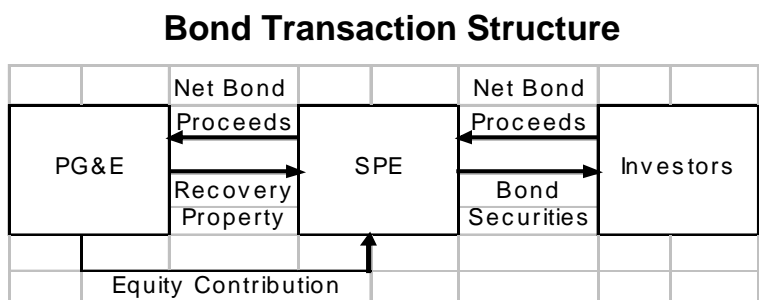 Bond Transaction Structure
Net Bond Net Bond
Proceeds Proceeds
PG&E SPE Investors
Recovery Bond
Property Securities
Equity Contribution